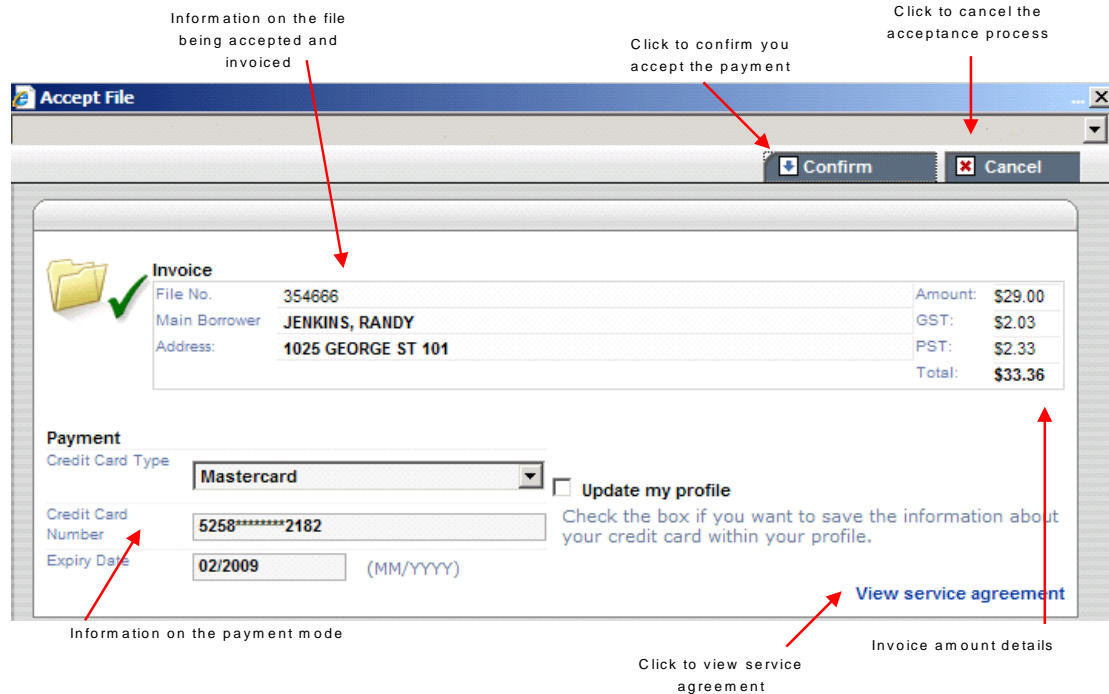 Information on the file
being accepted and
invoiced
Click to confirm you
accept the payment
Click to cancel the
acceptance process
Accept File
...
Confirm
Cancel
Invoice
File No. 354666 Amount: $29.00
Main Borrower JENKINS, RANDY GST: $2.03
Address: 1025 GEORGE ST 101 PST: $2.33
Total: $33.36
Payment
Credit Card Type Mastercard
Update my profile
Check the box if you want to save the information about
your credit card within your profile.
Credit Card
Number 5258********2182
Expiry Date 02/2009 (MM/YYYY)
View service agreement
Information on the payment mode
Click to view service
agreement
Invoice amount details